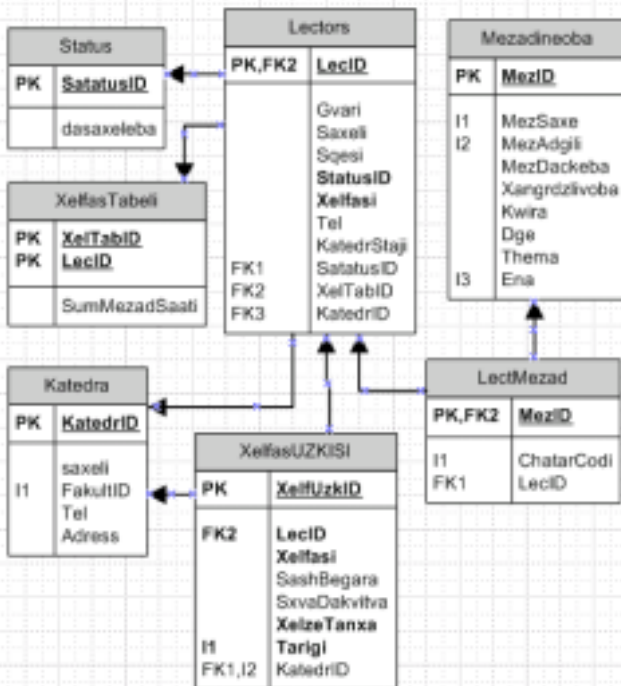 Status
PK SatatusID
dasaxeleba
Lectors
PK,FK2 LecID
Gvari
Saxeli
Sqesi
StatusID
Xelfasi
Tel
KatedrStaji
FK1 SatatusID
FK2 XelTabID
FK3 KatedrID
Mezadineoba
PK MezID
I1 MezSaxe
I2 MezAdgili
MezDackeba
Xangrdzlivoba
Kwira
Dge
Thema
I3 Ena
XelfasTabeli
PK XelTabID
PK LecID
SumMezadSaati
Katedra
PK KatedrID
saxeli
I1 FakultID
Tel
Adress
XelfasUZKISI
PK XelfUzkID
FK2 LecID
Xelfasi
SashBegara
SxvaDakvitva
XelzeTanxa
I1 Tarigi
FK1,I2 KatedrID
LectMezad
PK,FK2 MezID
I1 ChatarCodi
FK1 LecID